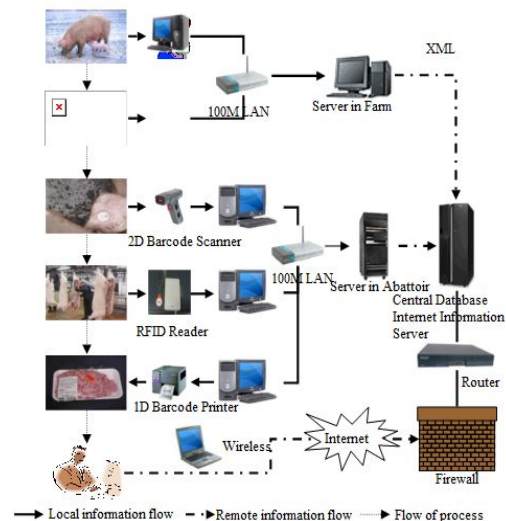 XML
100M LAN
Server in Farm
2D Barcode Scanner
100M LAN
Server in Abattoir
Central Database
Internet Information
Server
RFID Reader
Router
1D Barcode Printer
Wireless
Internet
Firewall
Local information flow
Remote information flow
Flow of process